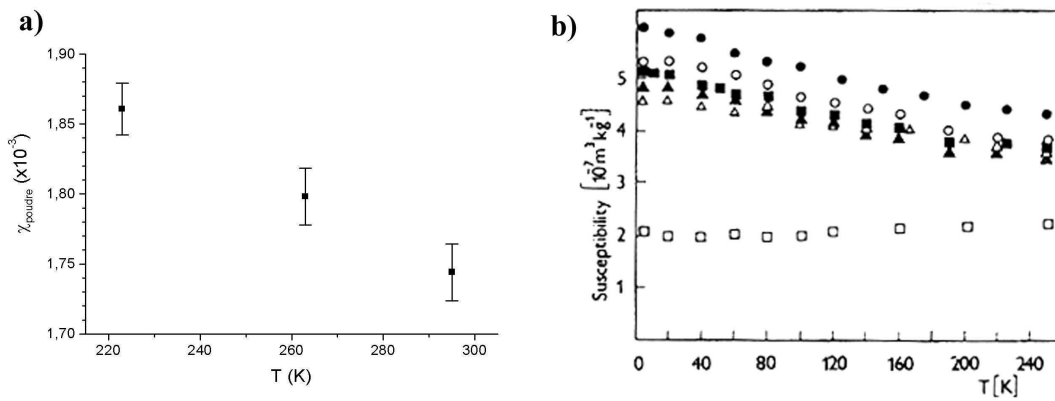 a)
1,90
1,85
1,80
1,75
1,70
χpoudre (x10⁻³)
220 240 260 280 300
T (K)
b)
5
4
3
2
1
Susceptibility [10⁻⁷m³kg⁻¹]
0 40 80 120 160 200 240
T[K]